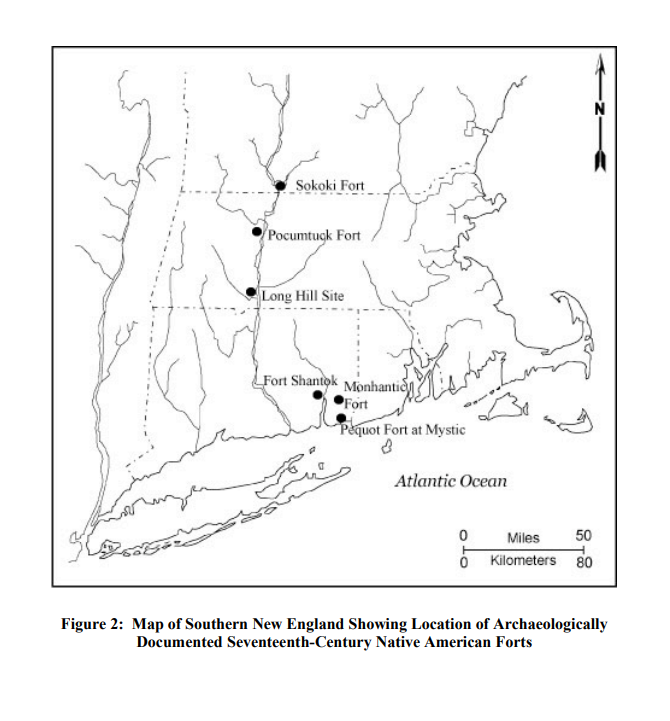 N
Sokoki Fort
Pocumtuck Fort
Long Hill Site
Fort Shantok
Monhantic
Fort
Pequot Fort at Mystic
Atlantic Ocean
0 Miles 50
0 Kilometers 80
Figure 2: Map of Southern New England Showing Location of Archaeologically
Documented Seventeenth-Century Native American Forts